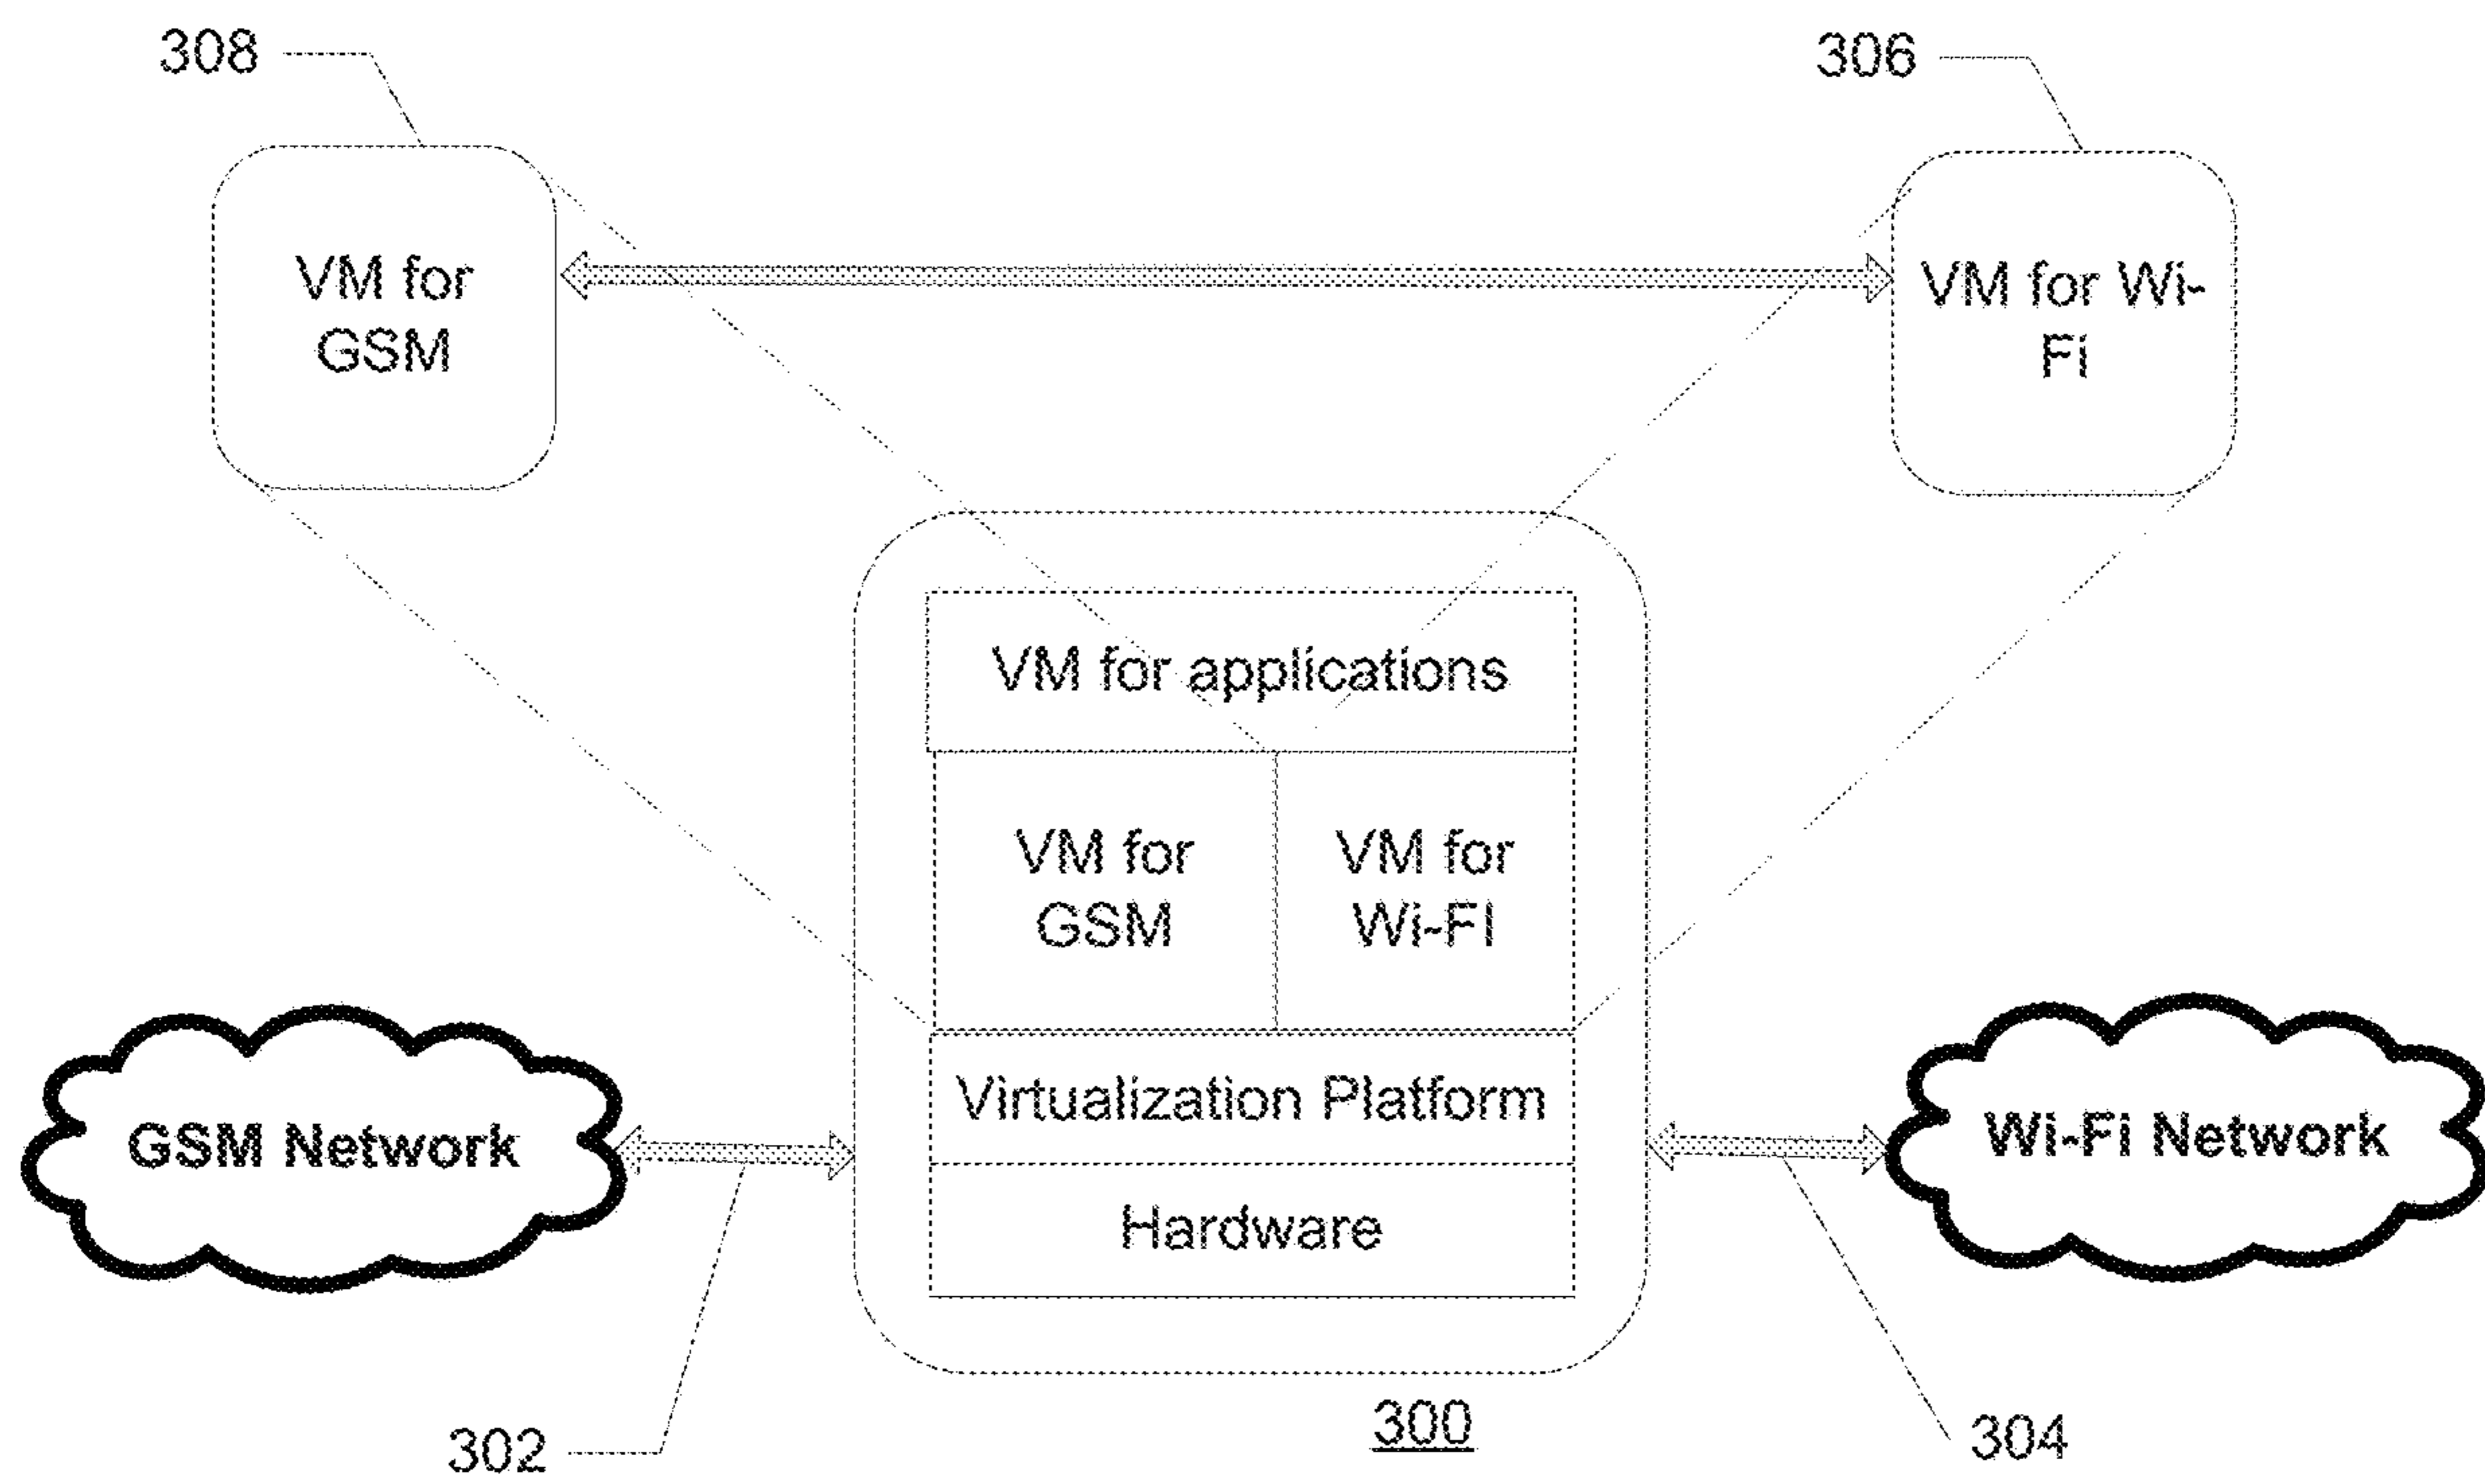 308
306
VM for
GSM
VM for Wi-
Fi
VM for applications
VM for
GSM
VM for
Wi-FI
Virtualization Platform
GSM Network
Wi-Fi Network
Hardware
300
302
304